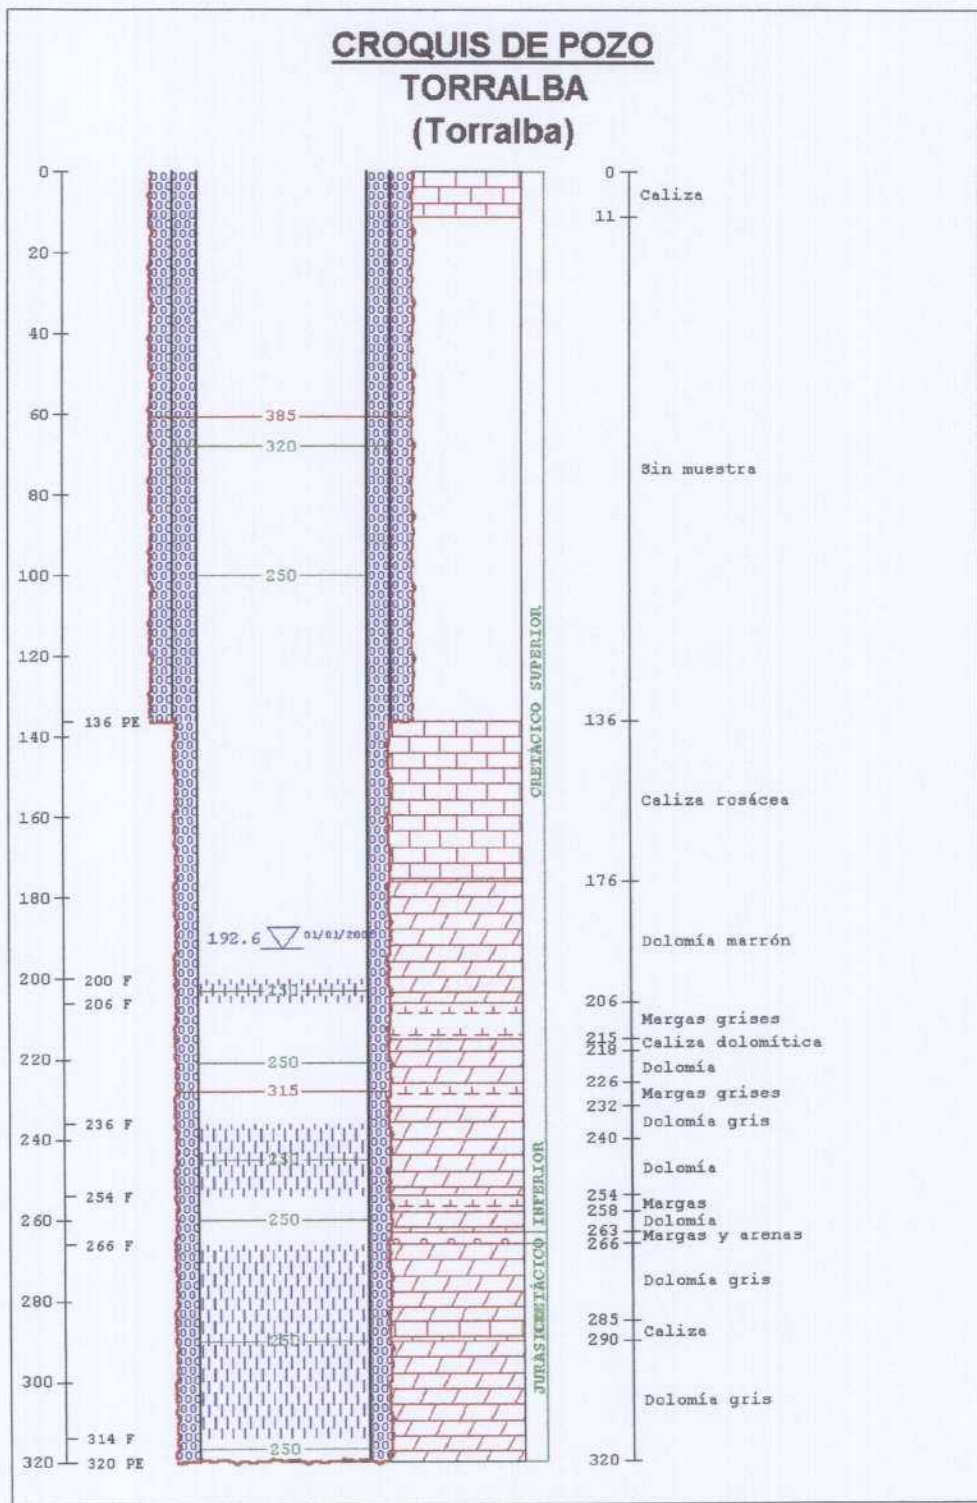 CROQUIS DE POZO
TORRALBA
(Torralba)
0
20
40
60
80
100
120
136 PE
140
160
180
200
200 F
206 F
220
236 F
240
254 F
260
266 F
280
300
314 F
320
320 PE
385
320
250
192.6
250
315
250
250
250
CRETÁCICO SUPERIOR
INFERIOR
0
Caliza
11
Sin muestra
136
Caliza rosácea
176
Dolomía marrón
206
Margas grises
215
Caliza dolomítica
218
Dolomía
226
Margas grises
232
Dolomía gris
240
Dolomía
254
Margas
258
Dolomía
263
Margas y arenas
266
Dolomía gris
285
Caliza
290
Dolomía gris
320